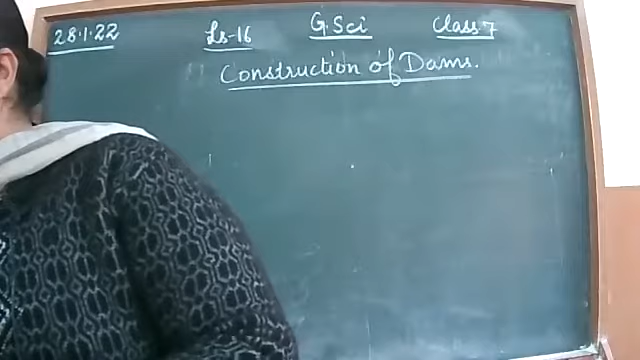 28.1.22 Ls-16 G.Sci Class 7
Construction of Dams.